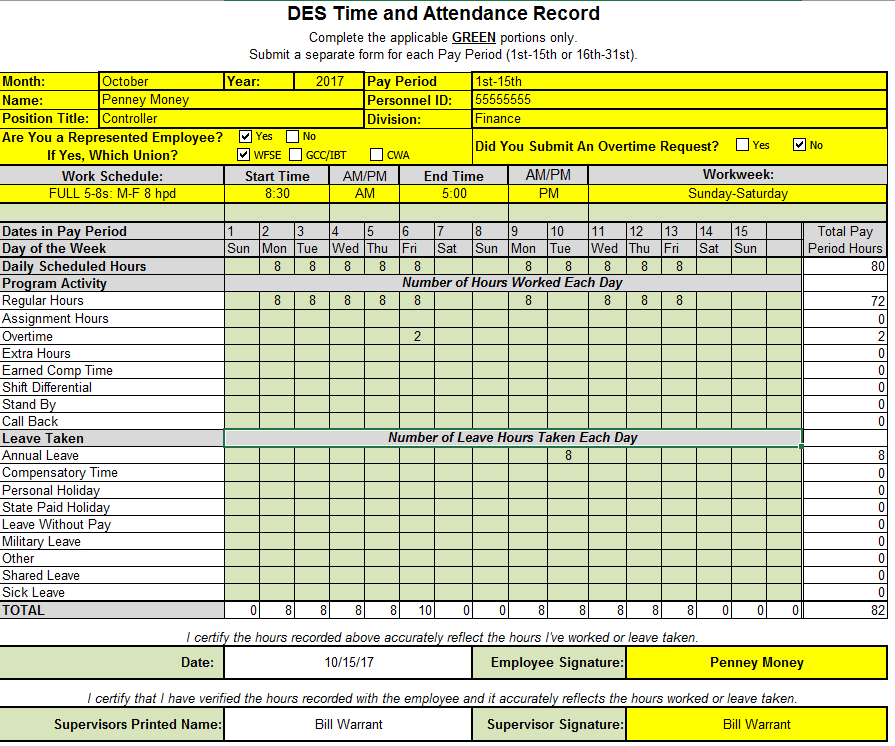 DES Time and Attendance Record
Complete the applicable GREEN portions only.
Submit a separate form for each Pay Period (1st-15th or 16th-31st).
Month: October Year: 2017 Pay Period 1st-15th
Name: Penney Money Personnel ID: 55555555
Position Title: Controller Division: Finance
Are You a Represented Employee? Yes No
If Yes, Which Union? WFSE GCC/IBT CWA
Did You Submit An Overtime Request? Yes No
Work Schedule: Start Time AM/PM End Time AM/PM Workweek:
FULL 5-8s: M-F 8 hpd 8:30 AM 5:00 PM Sunday-Saturday
Dates in Pay Period 1 2 3 4 5 6 7 8 9 10 11 12 13 14 15 Total Pay
Day of the Week Sun Mon Tue Wed Thu Fri Sat Sun Mon Tue Wed Thu Fri Sat Sun Period Hours
Daily Scheduled Hours 8 8 8 8 8 8 8 8 8 8 80
Program Activity Number of Hours Worked Each Day
Regular Hours 8 8 8 8 8 8 8 8 8 72
Assignment Hours 0
Overtime 2 2
Extra Hours 0
Earned Comp Time 0
Shift Differential 0
Stand By 0
Call Back 0
Leave Taken Number of Leave Hours Taken Each Day
Annual Leave 8 8
Compensatory Time 0
Personal Holiday 0
State Paid Holiday 0
Leave Without Pay 0
Military Leave 0
Other 0
Shared Leave 0
Sick Leave 0
TOTAL 0 8 8 8 8 10 0 0 8 8 8 8 8 0 0 0 82
I certify the hours recorded above accurately reflect the hours I've worked or leave taken.
Date: 10/15/17 Employee Signature: Penney Money
I certify that I have verified the hours recorded with the employee and it accurately reflects the hours worked or leave taken.
Supervisors Printed Name: Bill Warrant Supervisor Signature: Bill Warrant